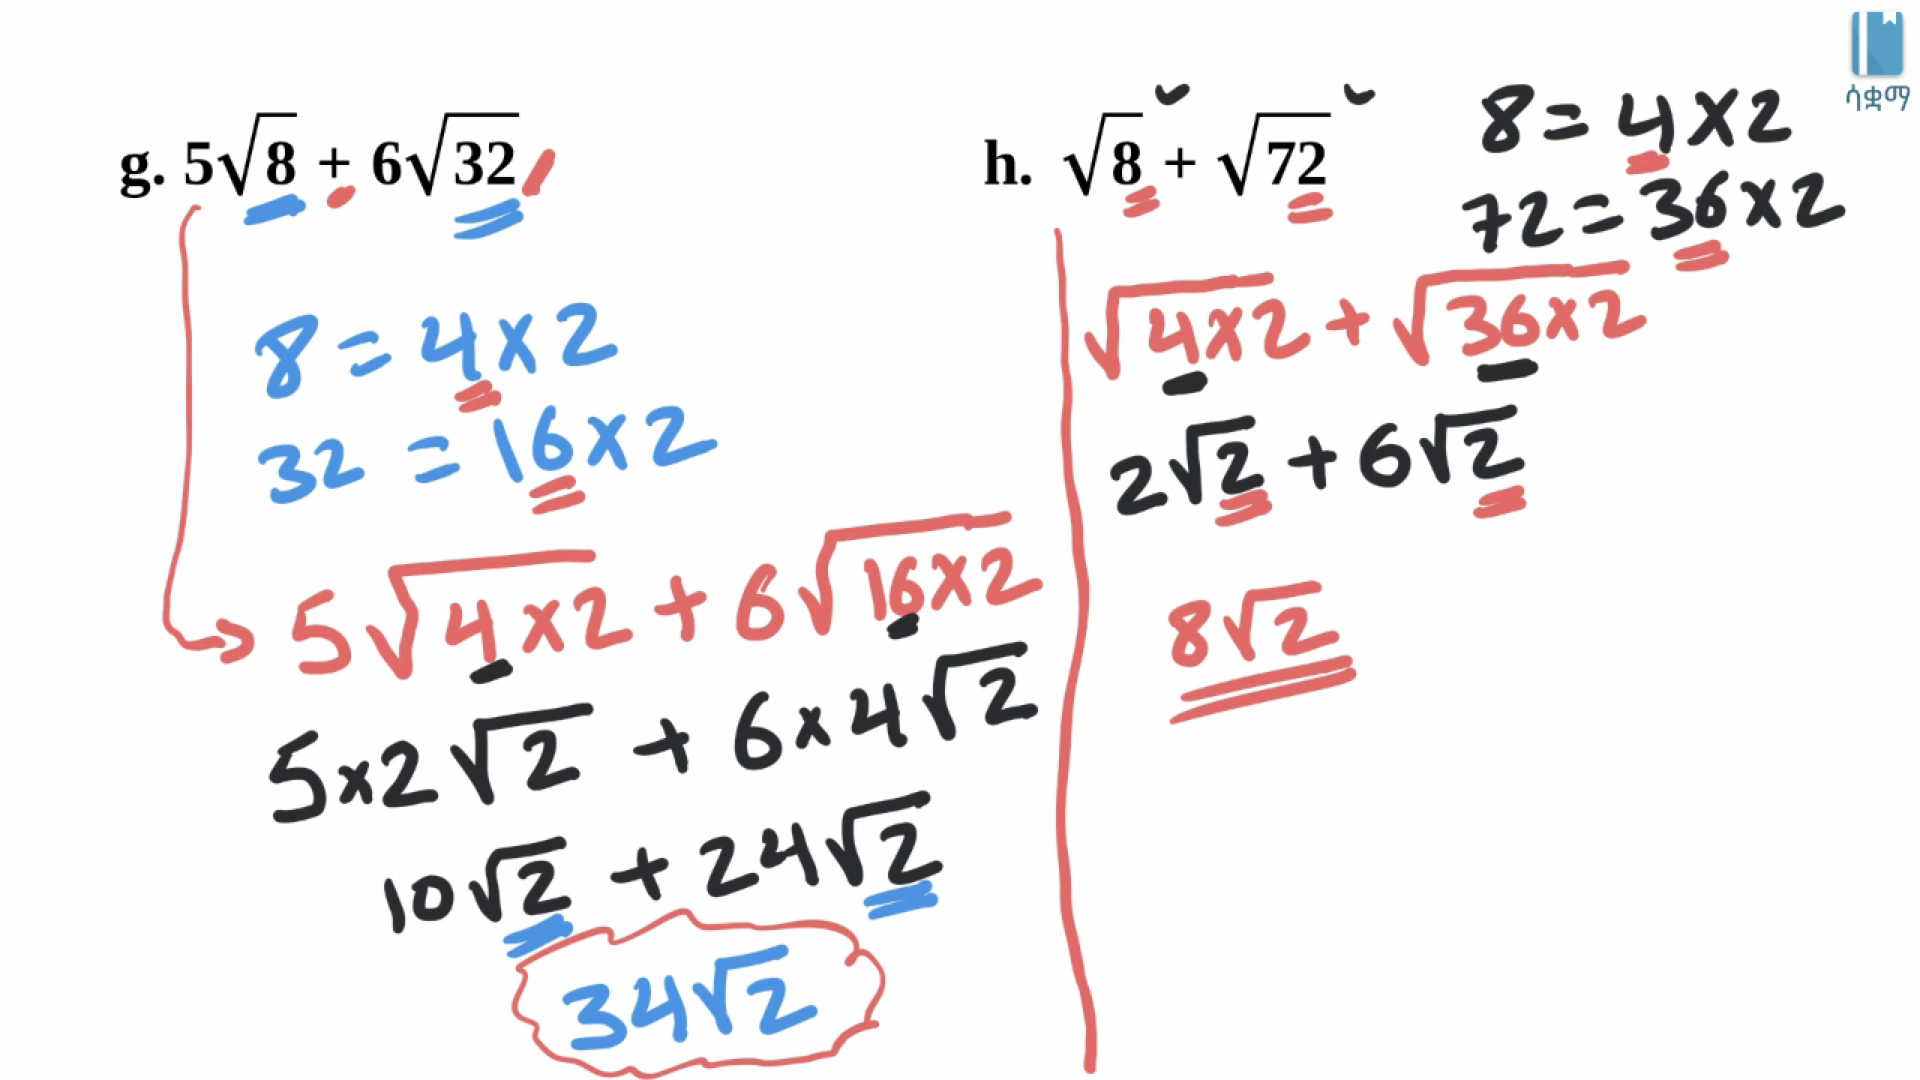 g. 5√8 + 6√32
8 = 4 × 2
32 = 16 × 2
5√4×2 + 6√16×2
5×2√2 + 6×4√2
10√2 + 24√2
34√2
h. √8 + √72
8 = 4 × 2
72 = 36 × 2
√4×2 + √36×2
2√2 + 6√2
8√2
ሳቋማ